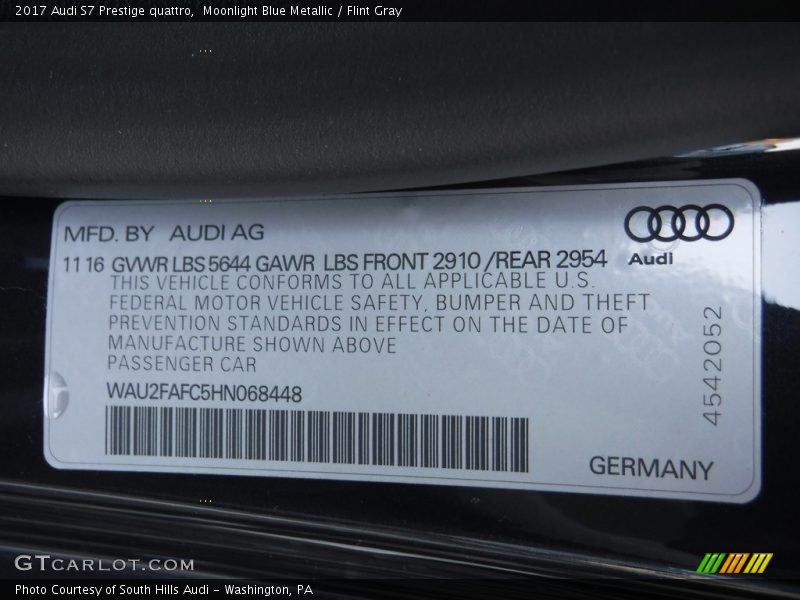 2017 Audi S7 Prestige quattro,  Moonlight Blue Metallic / Flint Gray
MFD. BY  AUDI AG
11 16 GVWR LBS 5644 GAWR LBS FRONT 2910 /REAR 2954
Audi
THIS VEHICLE CONFORMS TO ALL APPLICABLE U.S.
FEDERAL MOTOR VEHICLE SAFETY, BUMPER AND THEFT
PREVENTION STANDARDS IN EFFECT ON THE DATE OF
MANUFACTURE SHOWN ABOVE
PASSENGER CAR
WAU2FAFC5HN068448
4542052
GERMANY
GTCARLOT.COM
Photo Courtesy of South Hills Audi - Washington, PA